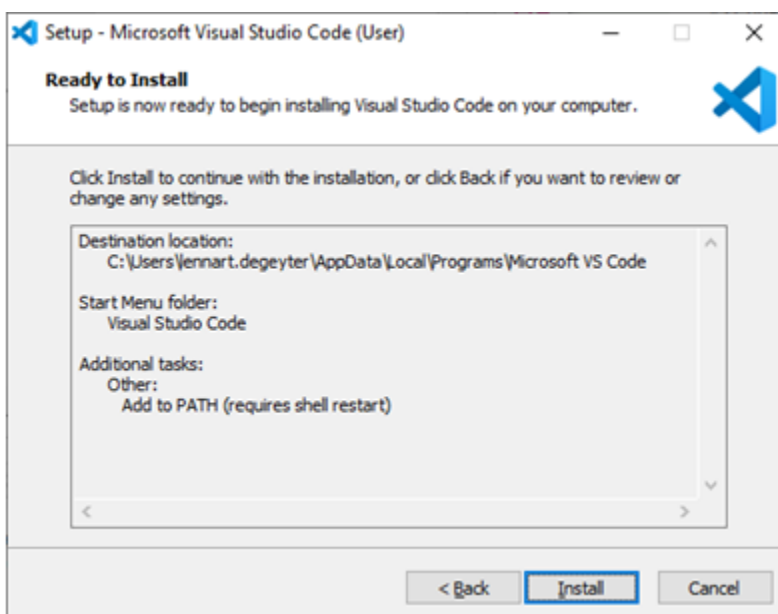 Setup - Microsoft Visual Studio Code (User)
Ready to Install
Setup is now ready to begin installing Visual Studio Code on your computer.
Click Install to continue with the installation, or click Back if you want to review or
change any settings.
Destination location:
C:\Users\lennart.degeyter\AppData\Local\Programs\Microsoft VS Code
Start Menu folder:
Visual Studio Code
Additional tasks:
Other:
Add to PATH (requires shell restart)
< Back Install Cancel